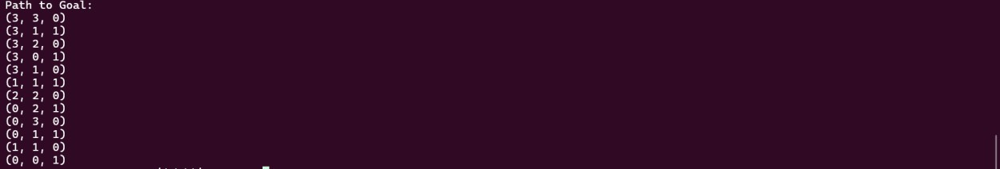 Path to Goal:
(3, 3, 0)
(3, 1, 1)
(3, 2, 0)
(3, 0, 1)
(3, 1, 0)
(1, 1, 1)
(2, 2, 0)
(0, 2, 1)
(0, 3, 0)
(0, 1, 1)
(1, 1, 0)
(0, 0, 1)